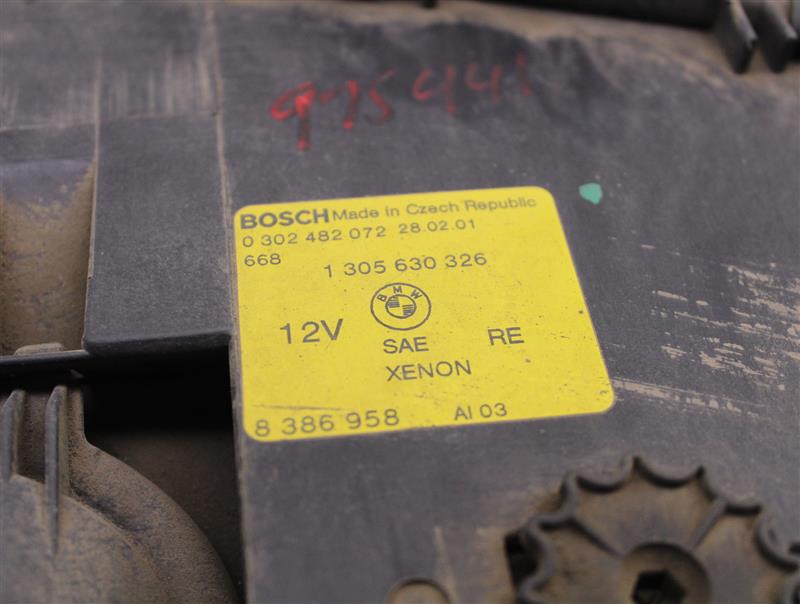 975441
BOSCH Made in Czech Republic
0 302 482 072 28.02.01
668 1 305 630 326
BMW
12V SAE RE
XENON
8 386 958 AI 03